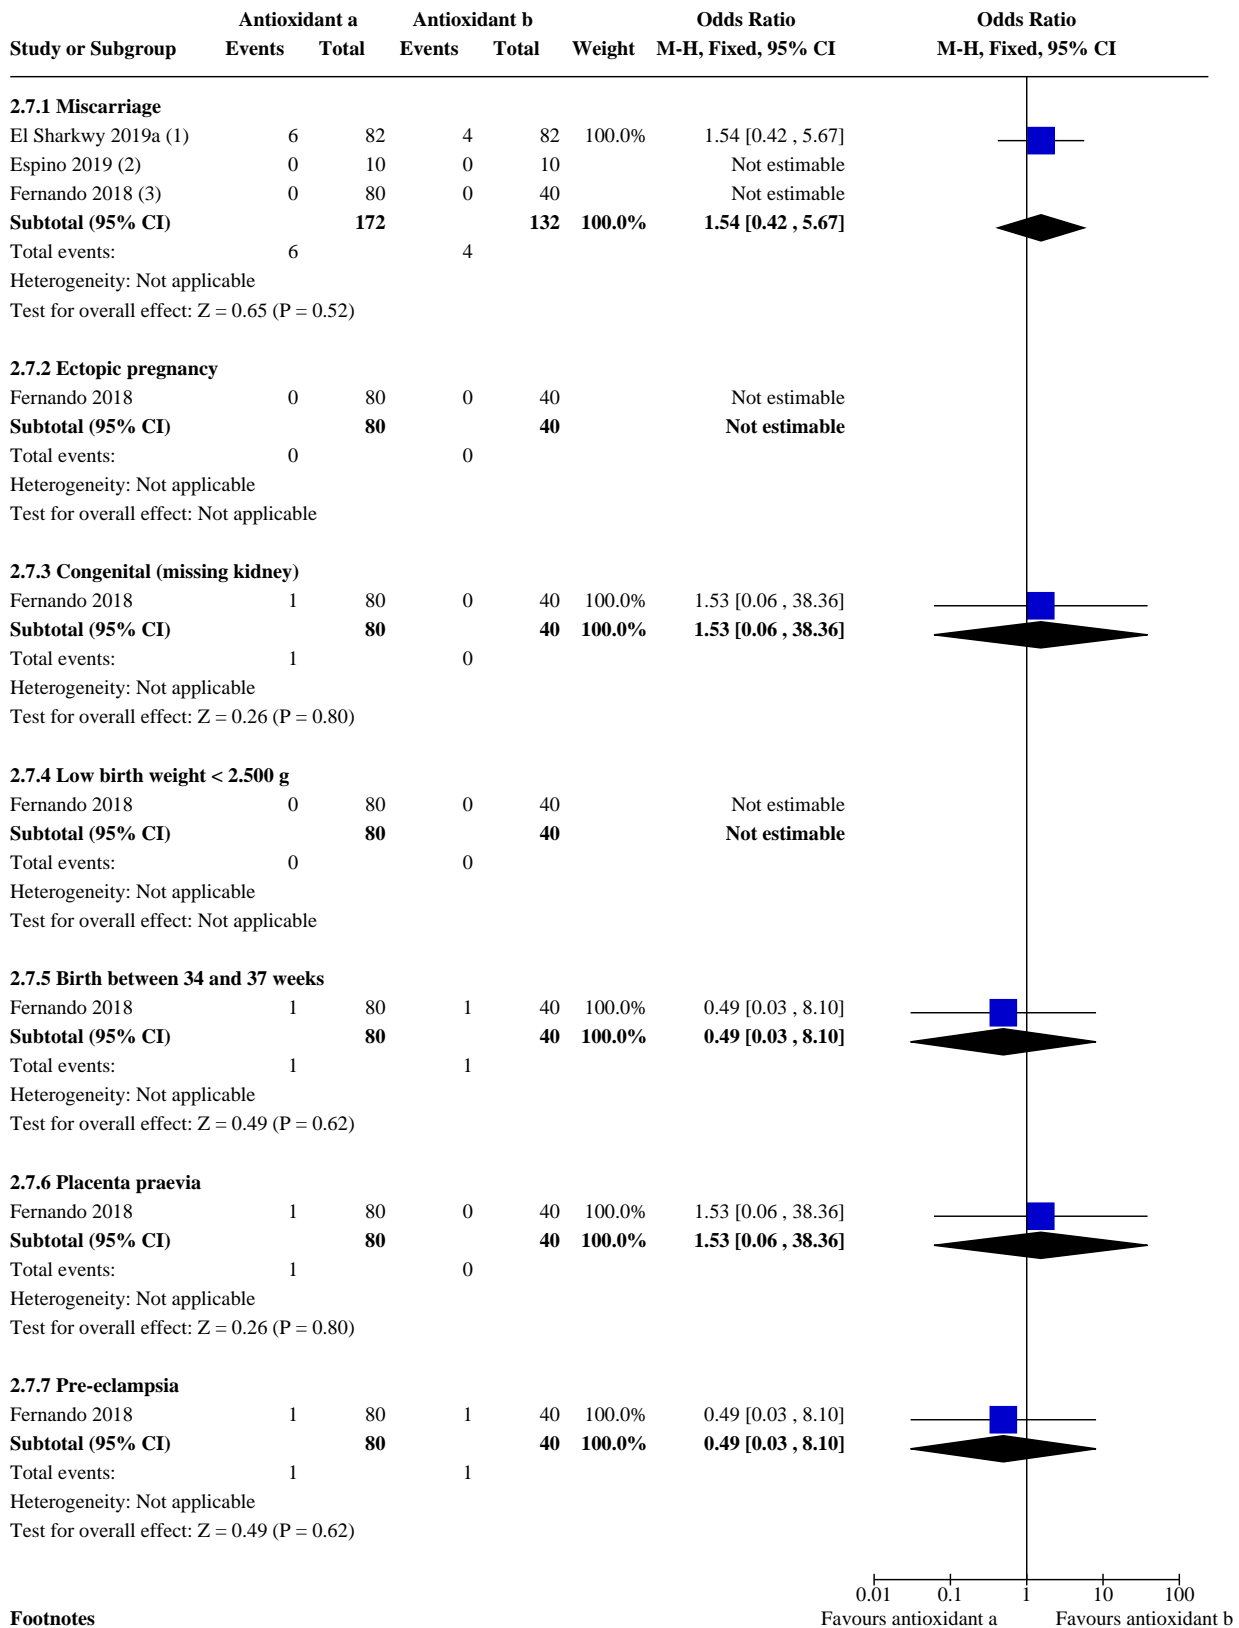 Antioxidant a Antioxidant b Odds Ratio Odds Ratio
Study or Subgroup Events Total Events Total Weight M-H, Fixed, 95% CI M-H, Fixed, 95% CI
2.7.1 Miscarriage
El Sharkwy 2019a (1) 6 82 4 82 100.0% 1.54 [0.42 , 5.67]
Espino 2019 (2) 0 10 0 10 Not estimable
Fernando 2018 (3) 0 80 0 40 Not estimable
Subtotal (95% CI) 172 132 100.0% 1.54 [0.42 , 5.67]
Total events: 6 4
Heterogeneity: Not applicable
Test for overall effect: Z = 0.65 (P = 0.52)
2.7.2 Ectopic pregnancy
Fernando 2018 0 80 0 40 Not estimable
Subtotal (95% CI) 80 40 Not estimable
Total events: 0 0
Heterogeneity: Not applicable
Test for overall effect: Not applicable
2.7.3 Congenital (missing kidney)
Fernando 2018 1 80 0 40 100.0% 1.53 [0.06 , 38.36]
Subtotal (95% CI) 80 40 100.0% 1.53 [0.06 , 38.36]
Total events: 1 0
Heterogeneity: Not applicable
Test for overall effect: Z = 0.26 (P = 0.80)
2.7.4 Low birth weight < 2.500 g
Fernando 2018 0 80 0 40 Not estimable
Subtotal (95% CI) 80 40 Not estimable
Total events: 0 0
Heterogeneity: Not applicable
Test for overall effect: Not applicable
2.7.5 Birth between 34 and 37 weeks
Fernando 2018 1 80 1 40 100.0% 0.49 [0.03 , 8.10]
Subtotal (95% CI) 80 40 100.0% 0.49 [0.03 , 8.10]
Total events: 1 1
Heterogeneity: Not applicable
Test for overall effect: Z = 0.49 (P = 0.62)
2.7.6 Placenta praevia
Fernando 2018 1 80 0 40 100.0% 1.53 [0.06 , 38.36]
Subtotal (95% CI) 80 40 100.0% 1.53 [0.06 , 38.36]
Total events: 1 0
Heterogeneity: Not applicable
Test for overall effect: Z = 0.26 (P = 0.80)
2.7.7 Pre-eclampsia
Fernando 2018 1 80 1 40 100.0% 0.49 [0.03 , 8.10]
Subtotal (95% CI) 80 40 100.0% 0.49 [0.03 , 8.10]
Total events: 1 1
Heterogeneity: Not applicable
Test for overall effect: Z = 0.49 (P = 0.62)
0.01 0.1 1 10 100
Footnotes Favours antioxidant a Favours antioxidant b